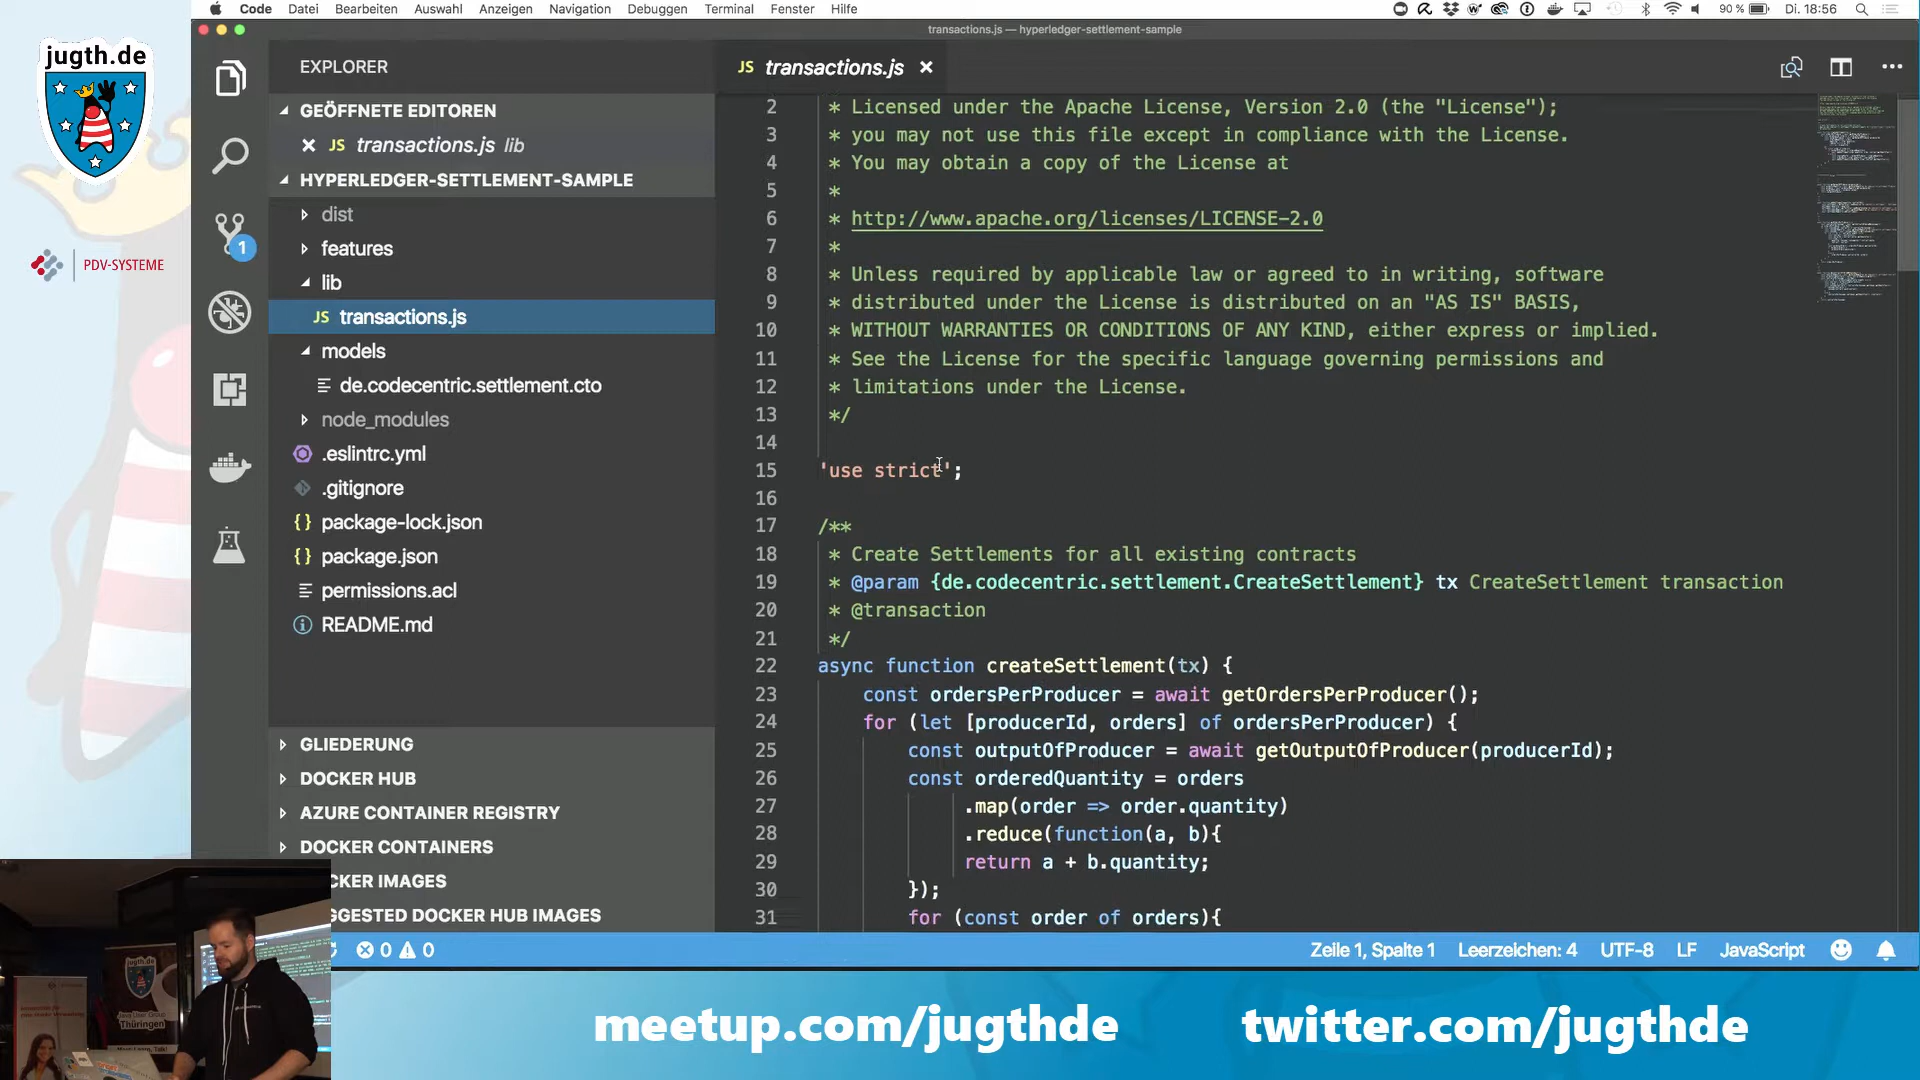 Code Datei Bearbeiten Auswahl Anzeigen Navigation Debuggen Terminal Fenster Hilfe
90 % Di. 18:56
transactions.js — hyperledger-settlement-sample
jugth.de
PDV-SYSTEME
EXPLORER
GEÖFFNETE EDITOREN
JS transactions.js lib
HYPERLEDGER-SETTLEMENT-SAMPLE
dist
features
lib
JS transactions.js
models
de.codecentric.settlement.cto
node_modules
.eslintrc.yml
.gitignore
{} package-lock.json
{} package.json
permissions.acl
README.md
1
GLIEDERUNG
DOCKER HUB
AZURE CONTAINER REGISTRY
DOCKER CONTAINERS
CKER IMAGES
GGESTED DOCKER HUB IMAGES
JS transactions.js
2 * Licensed under the Apache License, Version 2.0 (the "License");
3 * you may not use this file except in compliance with the License.
4 * You may obtain a copy of the License at
5 *
6 * http://www.apache.org/licenses/LICENSE-2.0
7 *
8 * Unless required by applicable law or agreed to in writing, software
9 * distributed under the License is distributed on an "AS IS" BASIS,
10 * WITHOUT WARRANTIES OR CONDITIONS OF ANY KIND, either express or implied.
11 * See the License for the specific language governing permissions and
12 * limitations under the License.
13 */
14
15 'use strict';
16
17 /**
18 * Create Settlements for all existing contracts
19 * @param {de.codecentric.settlement.CreateSettlement} tx CreateSettlement transaction
20 * @transaction
21 */
22 async function createSettlement(tx) {
23 const ordersPerProducer = await getOrdersPerProducer();
24 for (let [producerId, orders] of ordersPerProducer) {
25 const outputOfProducer = await getOutputOfProducer(producerId);
26 const orderedQuantity = orders
27 .map(order => order.quantity)
28 .reduce(function(a, b){
29 return a + b.quantity;
30 });
31 for (const order of orders){
0 0
Zeile 1, Spalte 1 Leerzeichen: 4 UTF-8 LF JavaScript
jugth.de
Java User Group
Thüringen
meetup.com/jugthde twitter.com/jugthde